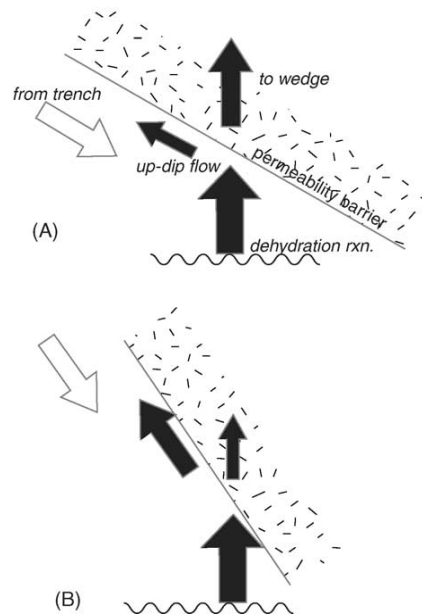 to wedge
from trench
up-dip flow
permeability barrier
(A)
dehydration rxn.
(B)